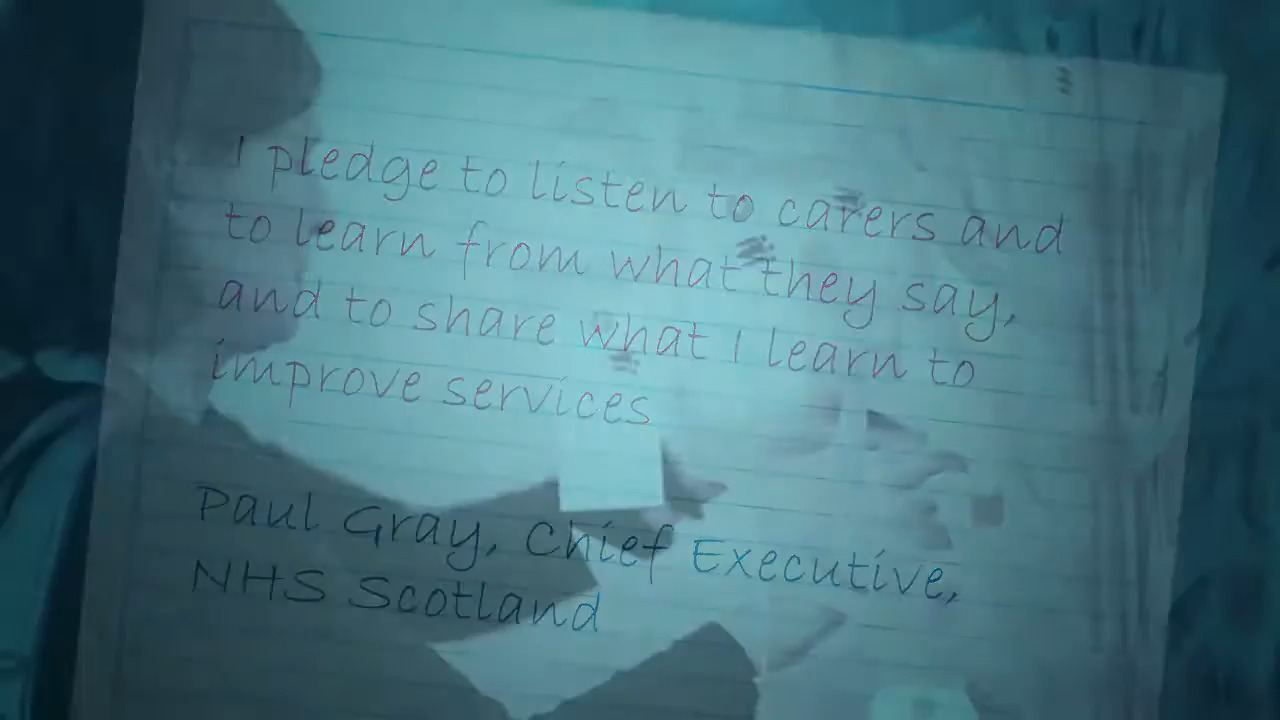 I pledge to listen to carers and
to learn from what they say,
and to share what I learn to
improve services
Paul Gray, Chief Executive,
NHS Scotland